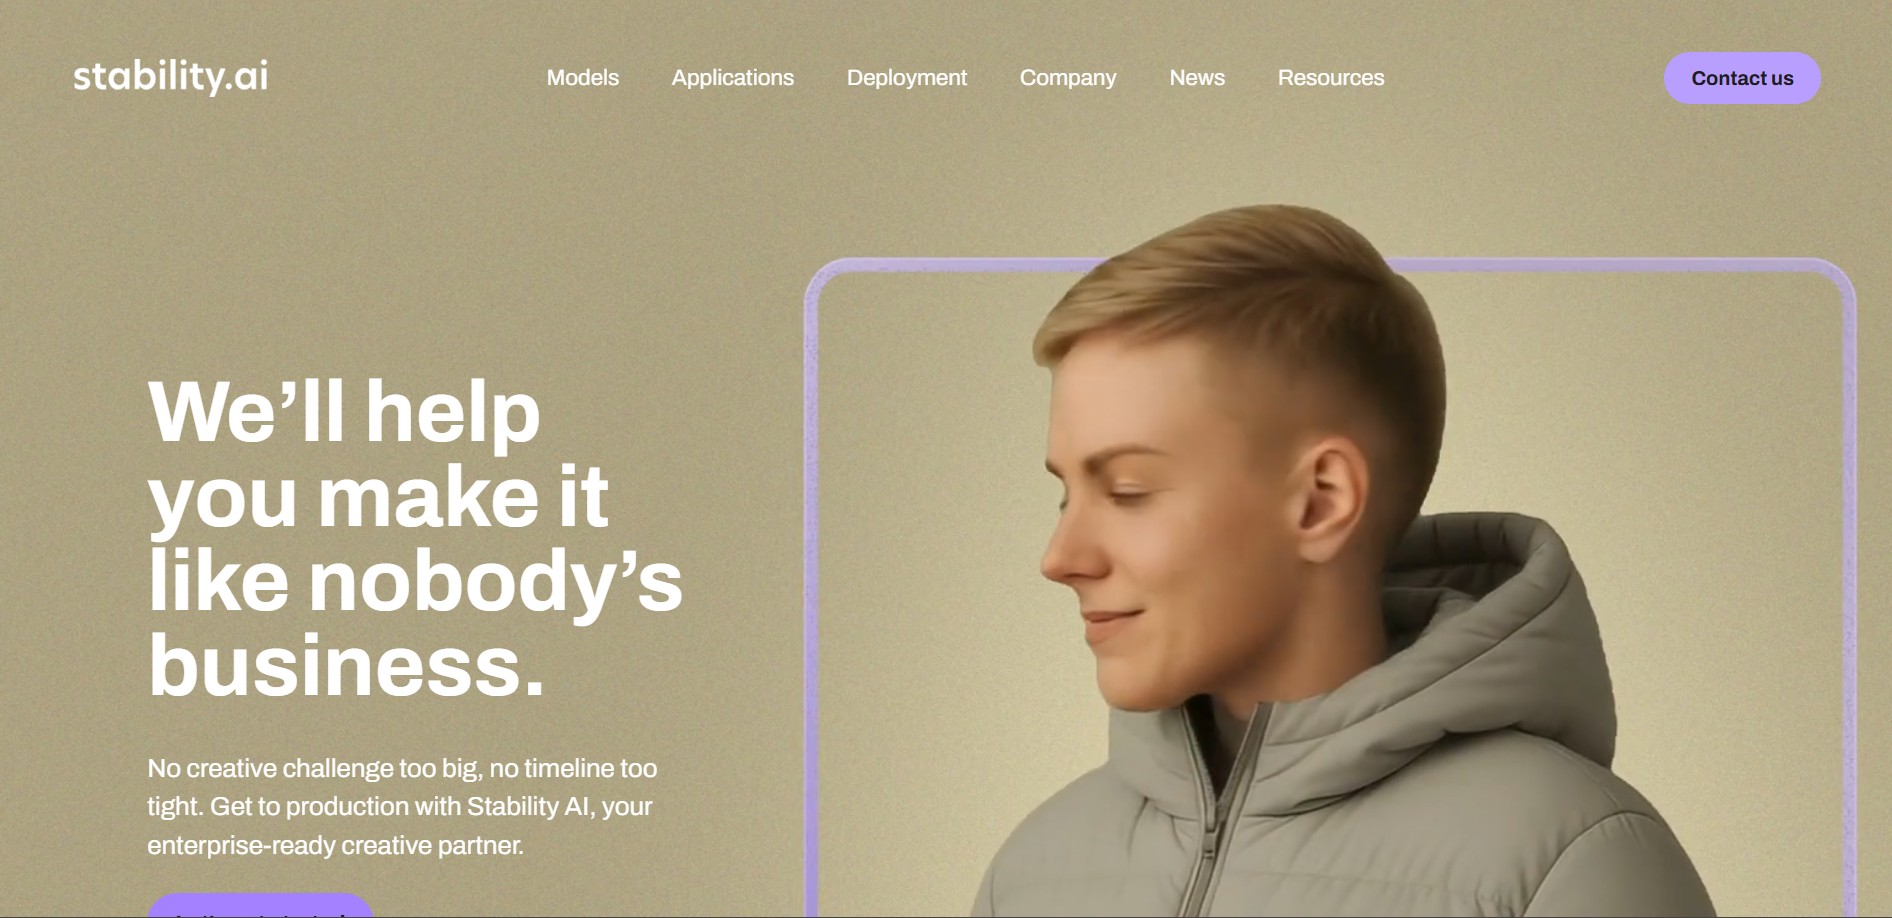 stability.ai
Models
Applications
Deployment
Company
News
Resources
Contact us
We’ll help
you make it
like nobody’s
business.
No creative challenge too big, no timeline too
tight. Get to production with Stability AI, your
enterprise-ready creative partner.